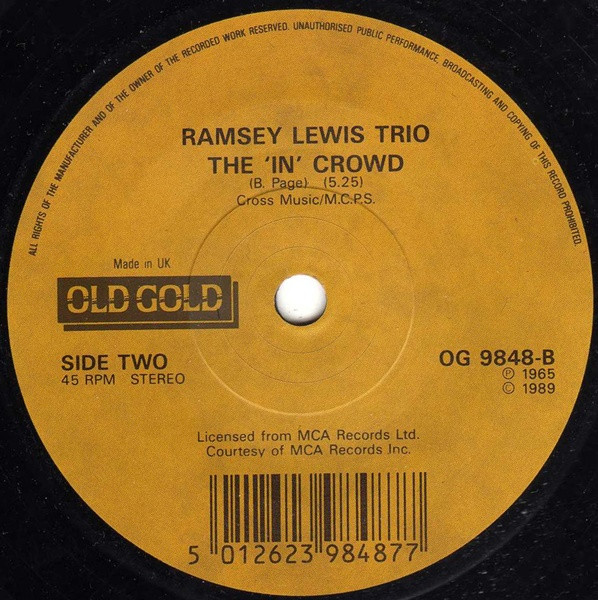 ALL RIGHTS OF THE MANUFACTURER AND OF THE OWNER OF THE RECORDED WORK RESERVED. UNAUTHORISED PUBLIC PERFORMANCE, BROADCASTING AND COPYING OF THIS RECORD PROHIBITED.
RAMSEY LEWIS TRIO
THE 'IN' CROWD
(B. Page) (5.25)
Cross Music/M.C.P.S.
Made in UK
OLD GOLD
SIDE TWO
45 RPM STEREO
OG 9848-B
℗ 1965
© 1989
Licensed from MCA Records Ltd.
Courtesy of MCA Records Inc.
5 012623 984877